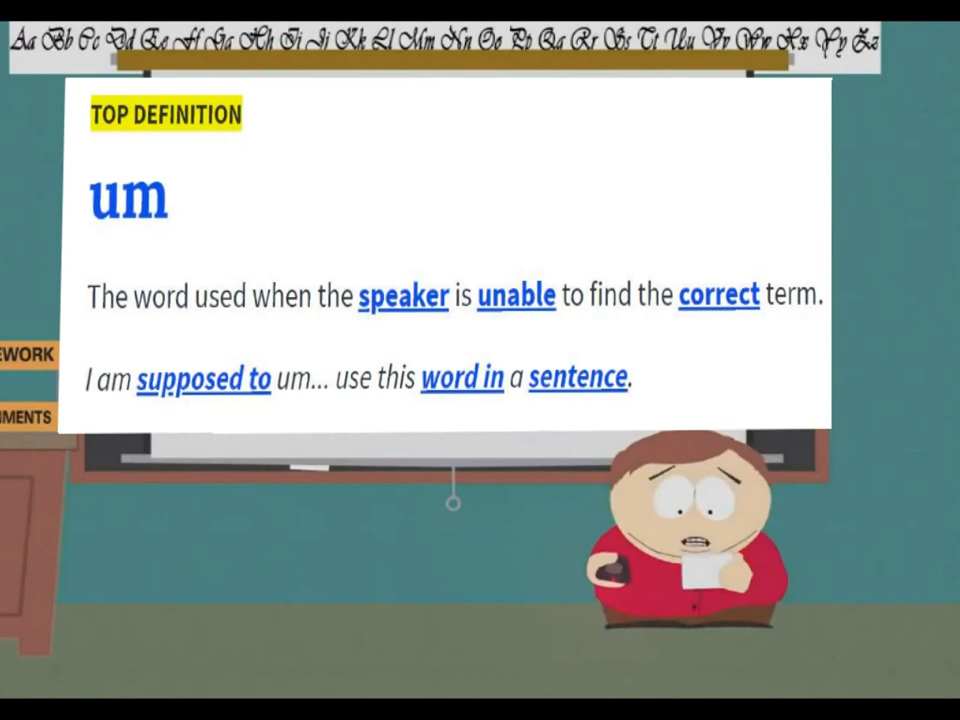 Aa Bb Cc Dd Ee Ff Gg Hh Ii Jj Kk Ll Mm Nn Oo Pp Qq Rr Ss Tt Uu Vv Ww Xx Yy Zz
TOP DEFINITION
um
The word used when the speaker is unable to find the correct term.
EWORK
I am supposed to um... use this word in a sentence.
NMENTS